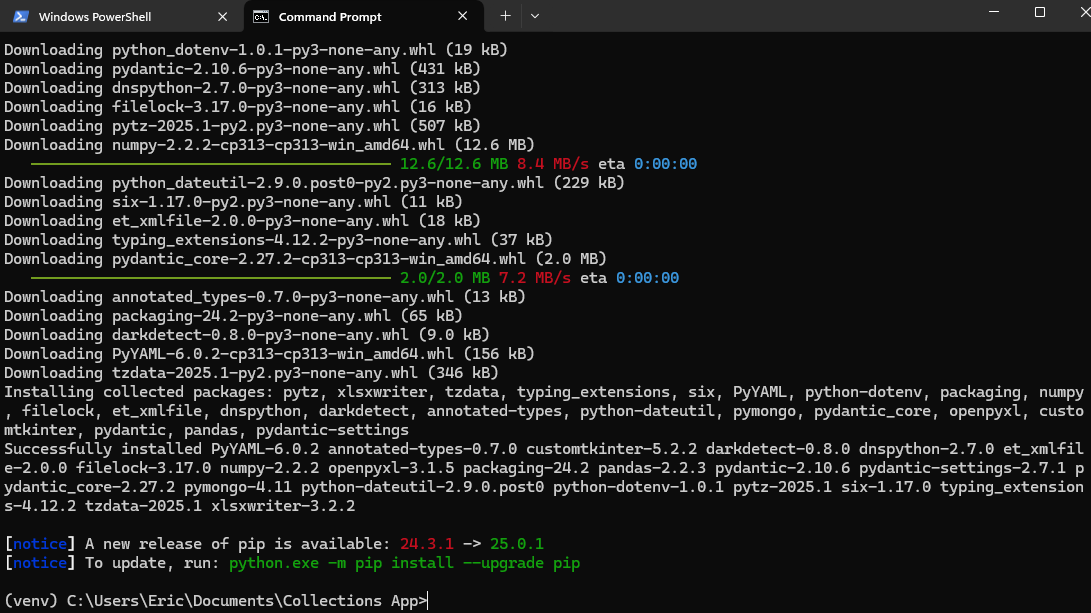 Windows PowerShell
Command Prompt
Downloading python_dotenv-1.0.1-py3-none-any.whl (19 kB)
Downloading pydantic-2.10.6-py3-none-any.whl (431 kB)
Downloading dnspython-2.7.0-py3-none-any.whl (313 kB)
Downloading filelock-3.17.0-py3-none-any.whl (16 kB)
Downloading pytz-2025.1-py2.py3-none-any.whl (507 kB)
Downloading numpy-2.2.2-cp313-cp313-win_amd64.whl (12.6 MB)
12.6/12.6 MB 8.4 MB/s eta 0:00:00
Downloading python_dateutil-2.9.0.post0-py2.py3-none-any.whl (229 kB)
Downloading six-1.17.0-py2.py3-none-any.whl (11 kB)
Downloading et_xmlfile-2.0.0-py3-none-any.whl (18 kB)
Downloading typing_extensions-4.12.2-py3-none-any.whl (37 kB)
Downloading pydantic_core-2.27.2-cp313-cp313-win_amd64.whl (2.0 MB)
2.0/2.0 MB 7.2 MB/s eta 0:00:00
Downloading annotated_types-0.7.0-py3-none-any.whl (13 kB)
Downloading packaging-24.2-py3-none-any.whl (65 kB)
Downloading darkdetect-0.8.0-py3-none-any.whl (9.0 kB)
Downloading PyYAML-6.0.2-cp313-cp313-win_amd64.whl (156 kB)
Downloading tzdata-2025.1-py2.py3-none-any.whl (346 kB)
Installing collected packages: pytz, xlsxwriter, tzdata, typing_extensions, six, PyYAML, python-dotenv, packaging, numpy
, filelock, et_xmlfile, dnspython, darkdetect, annotated-types, python-dateutil, pymongo, pydantic_core, openpyxl, custo
mtkinter, pydantic, pandas, pydantic-settings
Successfully installed PyYAML-6.0.2 annotated-types-0.7.0 customtkinter-5.2.2 darkdetect-0.8.0 dnspython-2.7.0 et_xmlfil
e-2.0.0 filelock-3.17.0 numpy-2.2.2 openpyxl-3.1.5 packaging-24.2 pandas-2.2.3 pydantic-2.10.6 pydantic-settings-2.7.1 p
ydantic_core-2.27.2 pymongo-4.11 python-dateutil-2.9.0.post0 python-dotenv-1.0.1 pytz-2025.1 six-1.17.0 typing_extension
s-4.12.2 tzdata-2025.1 xlsxwriter-3.2.2
[notice] A new release of pip is available: 24.3.1 -> 25.0.1
[notice] To update, run: python.exe -m pip install --upgrade pip
(venv) C:\Users\Eric\Documents\Collections App>